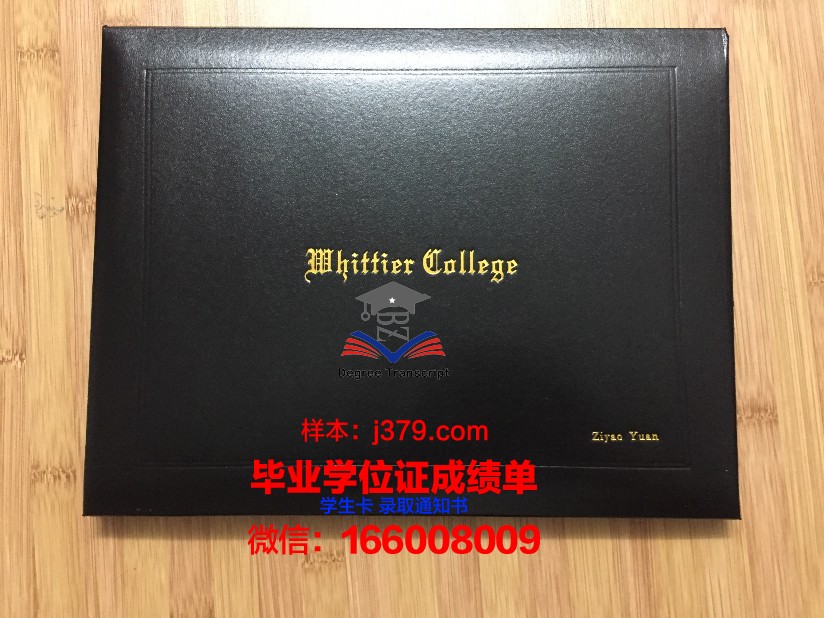 Whittier College
BZ
Degree Transcript
样本：j379.com
Ziyao Yuan
毕业学位证成绩单
学生卡 录取通知书
微信：166008009